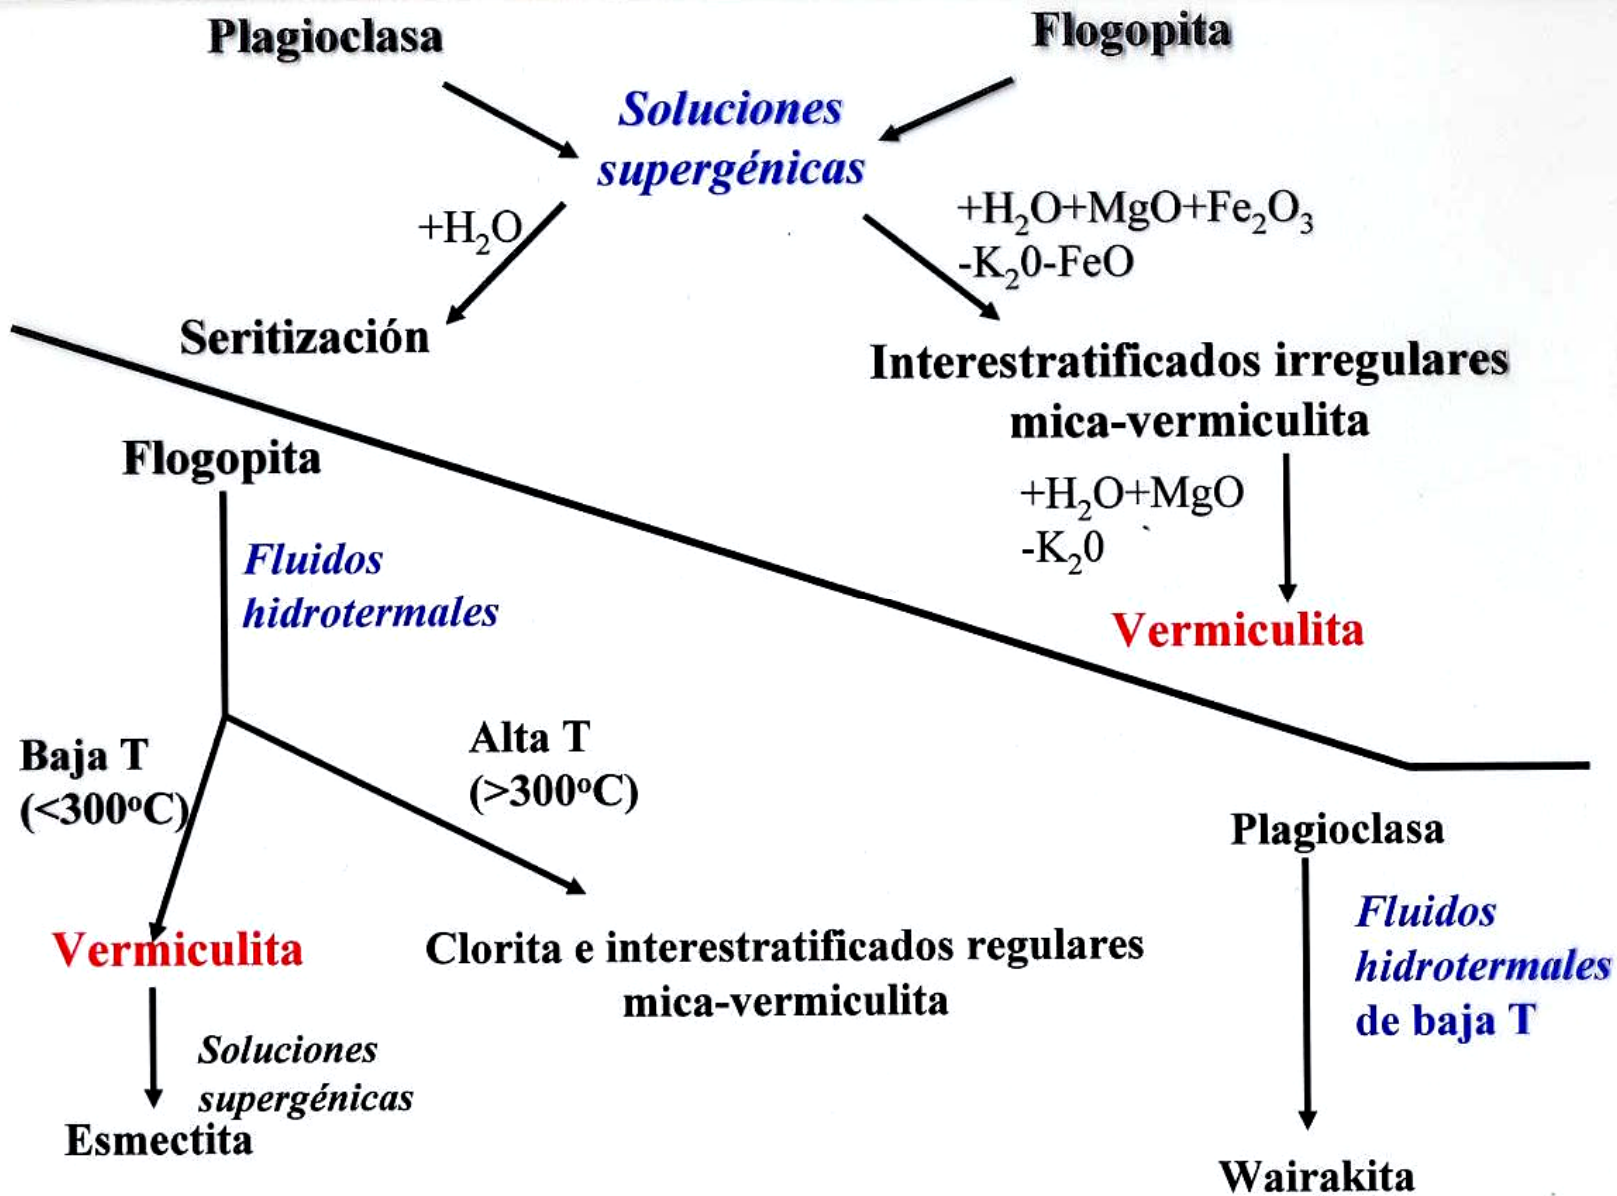 Plagioclasa
Flogopita
Soluciones
supergénicas
+H₂O
+H₂O+MgO+Fe₂O₃
-K₂0-FeO
Seritización
Interestratificados irregulares
mica-vermiculita
+H₂O+MgO
-K₂0
Vermiculita
Flogopita
Fluidos
hidrotermales
Baja T
(<300ºC)
Alta T
(>300ºC)
Vermiculita
Clorita e interestratificados regulares
mica-vermiculita
Soluciones
supergénicas
Esmectita
Plagioclasa
Fluidos
hidrotermales
de baja T
Wairakita